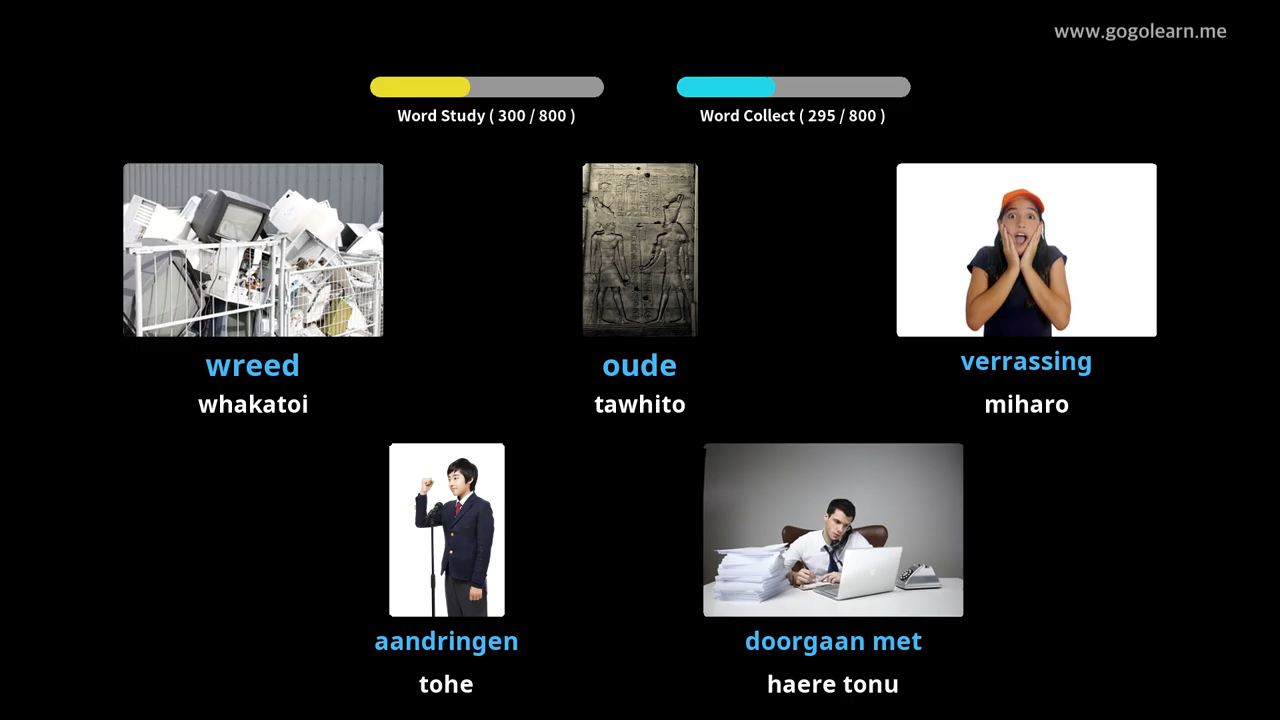 www.gogolearn.me
Word Study ( 300 / 800 )
Word Collect ( 295 / 800 )
wreed
whakatoi
oude
tawhito
verrassing
miharo
aandringen
tohe
doorgaan met
haere tonu